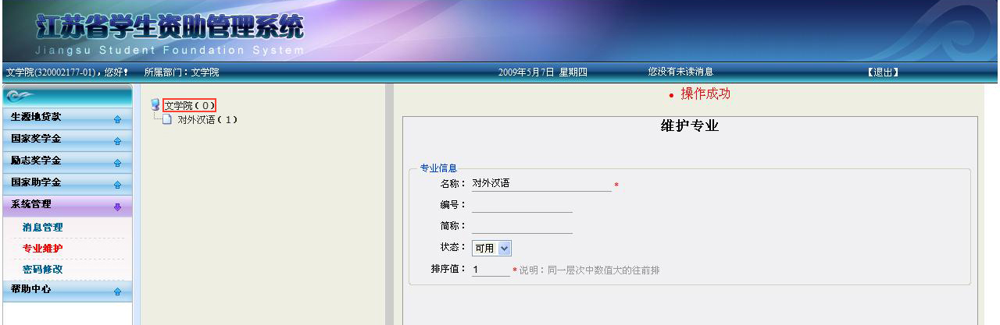 江苏省学生资助管理系统
Jiangsu Student Foundation System
文学院(320002177-01)，您好！ 所属部门：文学院 2009年5月7日 星期四 您没有未读消息 【退出】
• 操作成功
生源地贷款
国家奖学金
励志奖学金
国家助学金
系统管理
消息管理
专业维护
密码修改
帮助中心
文学院(0)
对外汉语(1)
维护专业
专业信息
名称：对外汉语 *
编号：
简称：
状态：可用
排序值：1 *说明：同一层次中数值大的往前排